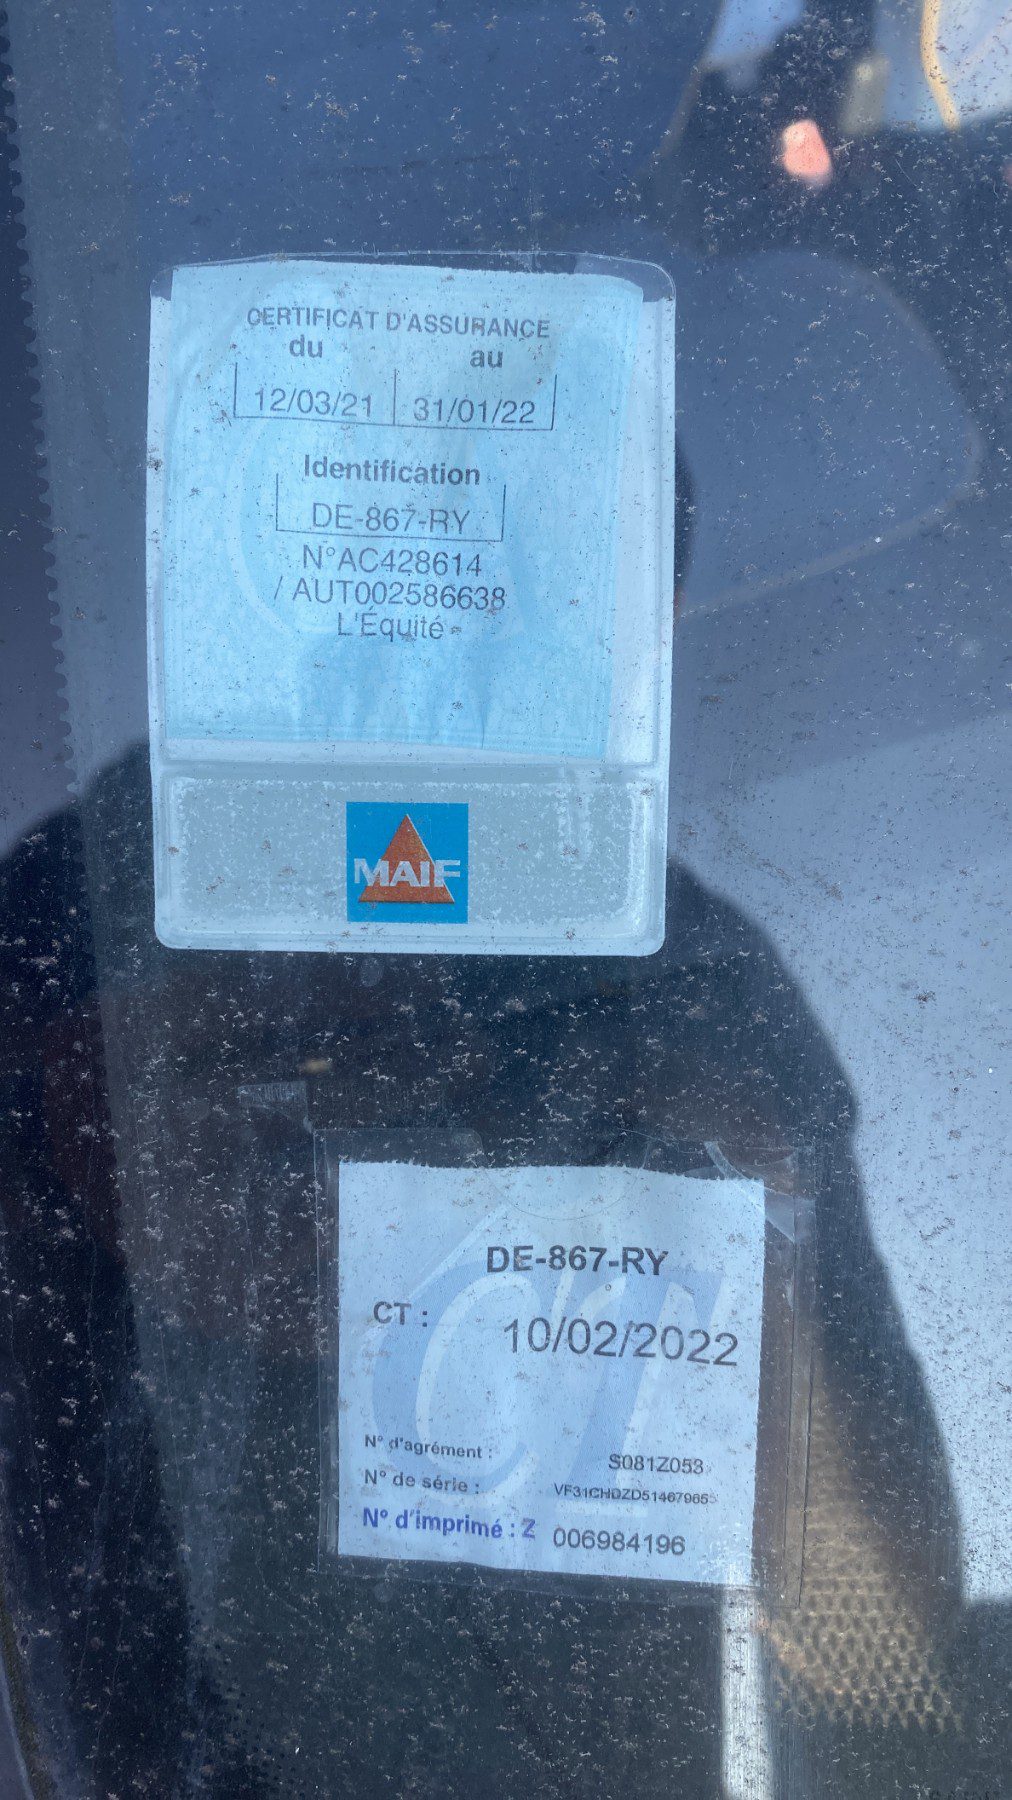 CERTIFICAT D'ASSURANCE
du au
12/03/21 31/01/22
Identification
DE-867-RY
N°AC428614
/ AUT002586638
L'Équité -
MAIF
DE-867-RY
CT :
10/02/2022
N° d'agrément : S081Z053
N° de série :
N° d'imprimé : Z 006984196